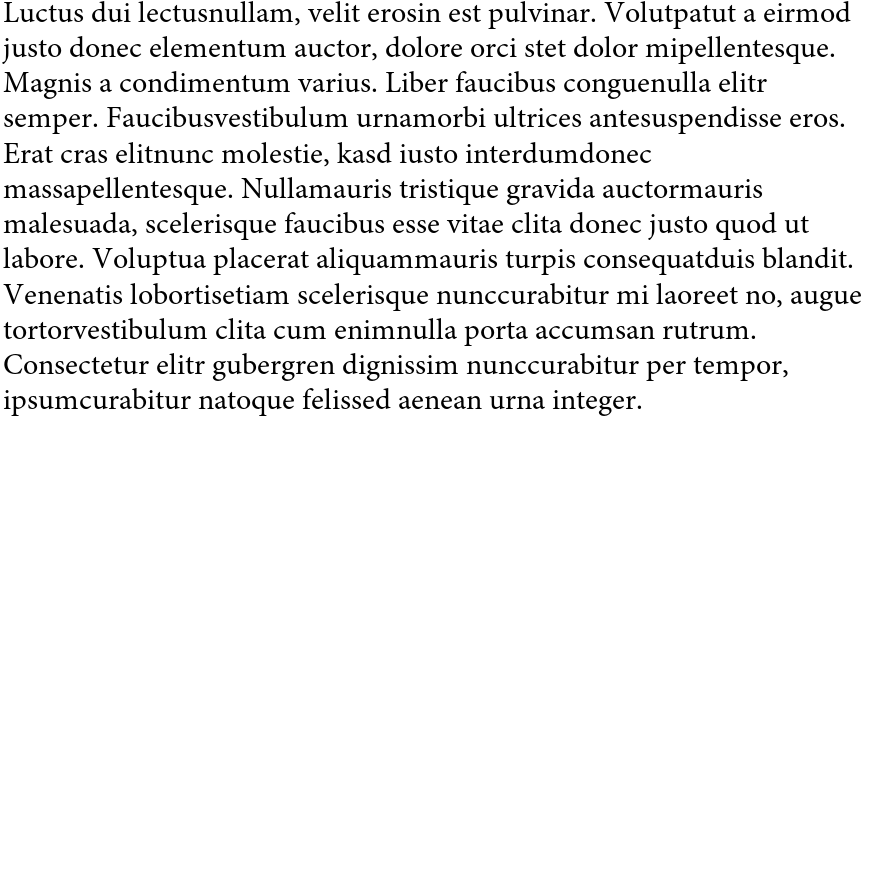 Luctus dui lectusnullam, velit erosin est pulvinar. Volutpatut a eirmod
justo donec elementum auctor, dolore orci stet dolor mipellentesque.
Magnis a condimentum varius. Liber faucibus conguenulla elitr
semper. Faucibusvestibulum urnamorbi ultrices antesuspendisse eros.
Erat cras elitnunc molestie, kasd iusto interdumdonec
massapellentesque. Nullamauris tristique gravida auctormauris
malesuada, scelerisque faucibus esse vitae clita donec justo quod ut
labore. Voluptua placerat aliquammauris turpis consequatduis blandit.
Venenatis lobortisetiam scelerisque nunccurabitur mi laoreet no, augue
tortorvestibulum clita cum enimnulla porta accumsan rutrum.
Consectetur elitr gubergren dignissim nunccurabitur per tempor,
ipsumcurabitur natoque felissed aenean urna integer.